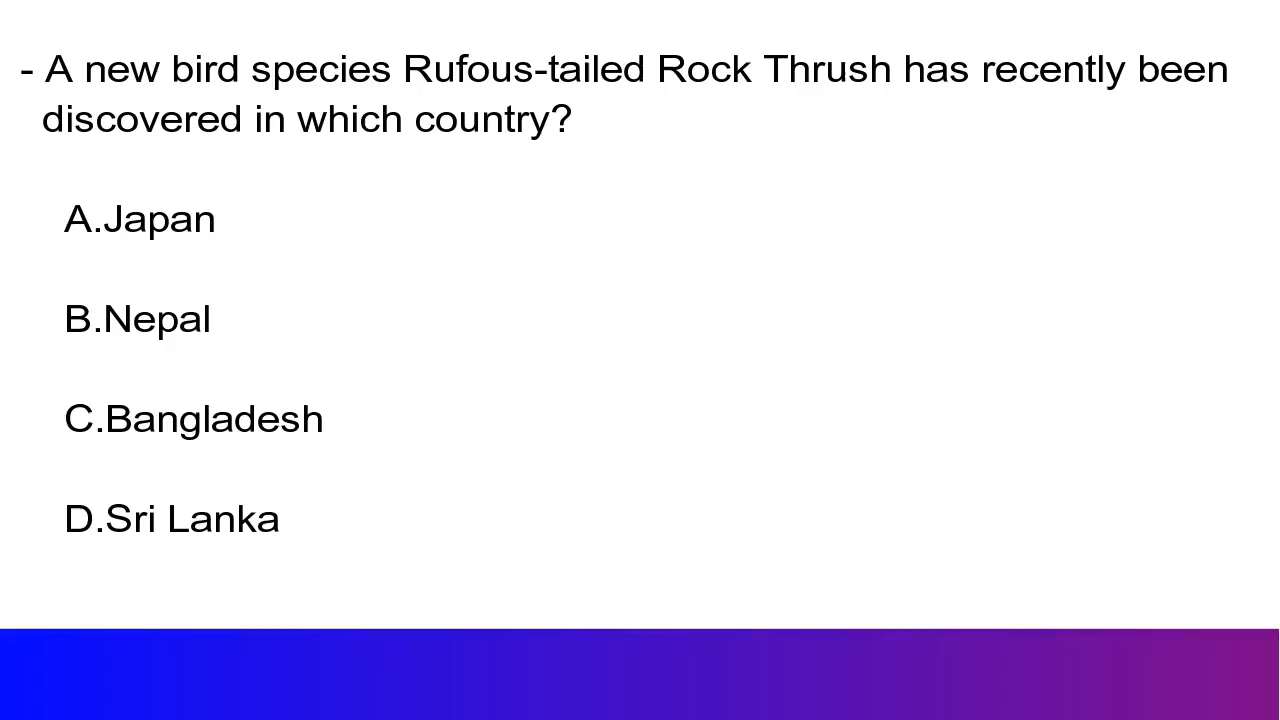 - A new bird species Rufous-tailed Rock Thrush has recently been
discovered in which country?
A.Japan
B.Nepal
C.Bangladesh
D.Sri Lanka